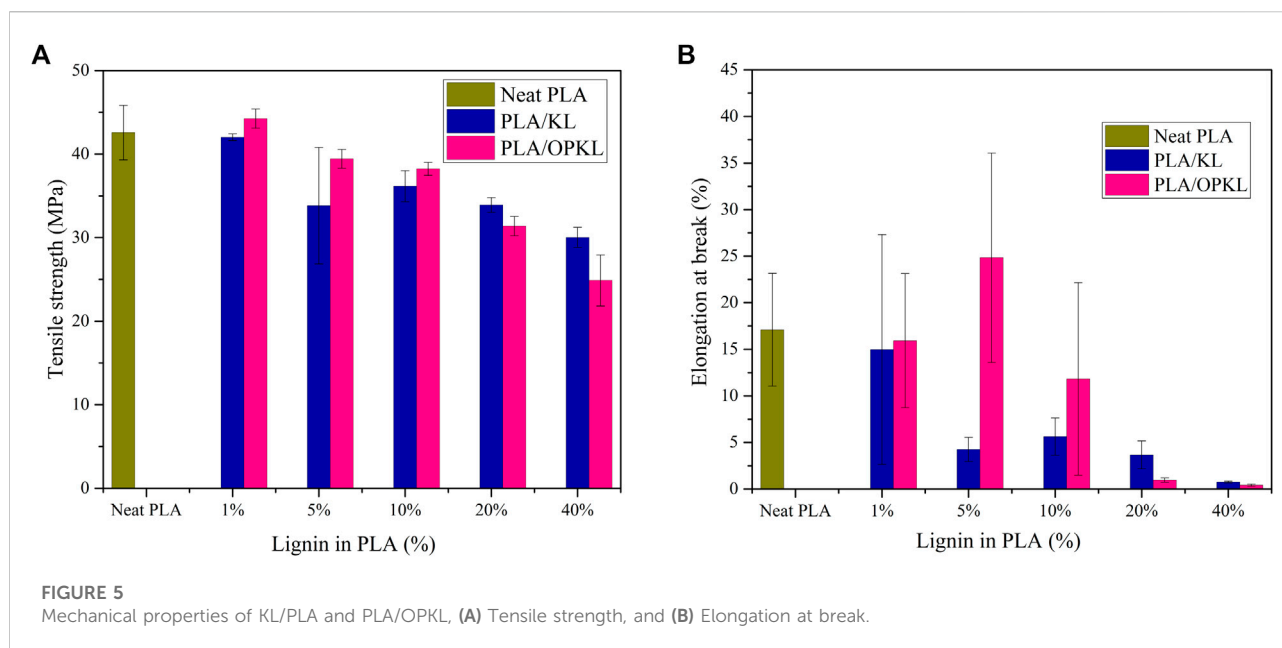 A
50
40
30
20
10
0
Tensile strength (MPa)
Neat PLA
PLA/KL
PLA/OPKL
Neat PLA 1% 5% 10% 20% 40%
Lignin in PLA (%)
B
45
40
35
30
25
20
15
10
5
0
Elongation at break (%)
Neat PLA
PLA/KL
PLA/OPKL
Neat PLA 1% 5% 10% 20% 40%
Lignin in PLA (%)
FIGURE 5
Mechanical properties of KL/PLA and PLA/OPKL, (A) Tensile strength, and (B) Elongation at break.